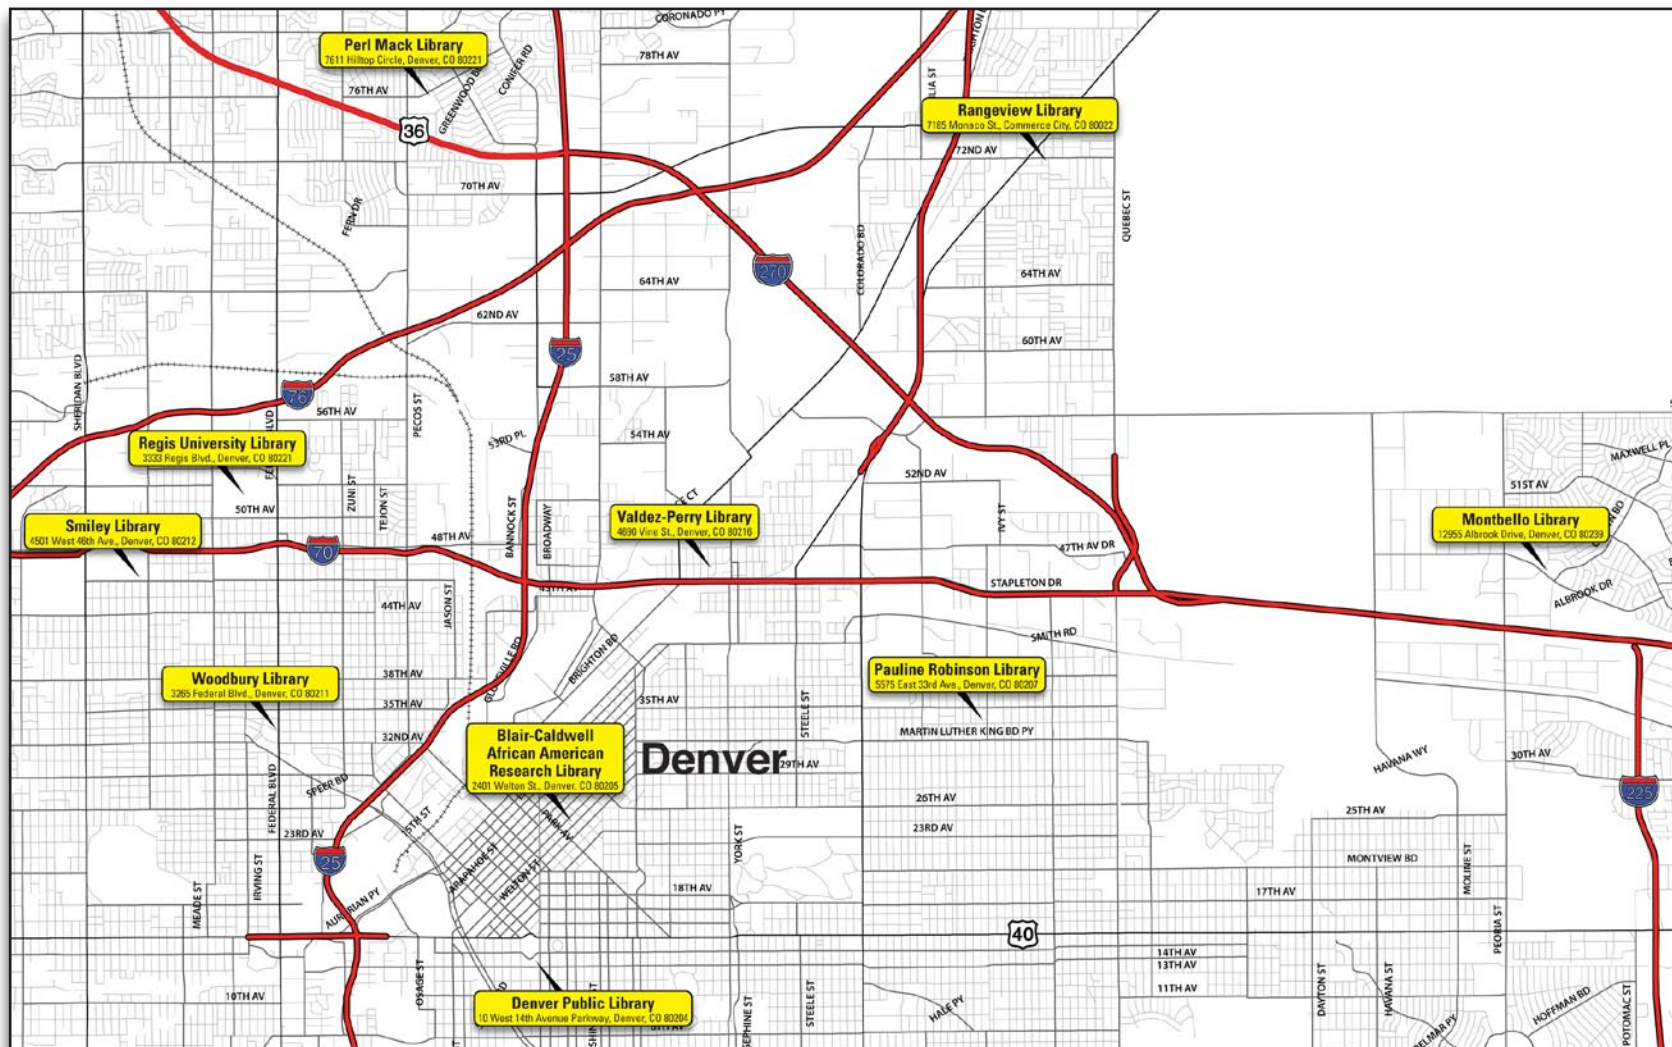 CORONADO PY
78TH AV
Perl Mack Library
7611 Hilltop Circle, Denver, CO 80221
CONIFER RD
76TH AV
36
Rangeview Library
7185 Monaco St., Commerce City, CO 80022
72ND AV
70TH AV
FERN DR
QUEBEC ST
COLORADO BD
270
64TH AV
64TH AV
62ND AV
60TH AV
25
58TH AV
SHERIDAN BLVD
76
56TH AV
PECOS ST
53RD PL
54TH AV
Regis University Library
3333 Regis Blvd., Denver, CO 80221
MAXWELL PL
52ND AV
51ST AV
ZUNI ST
TEJON ST
50TH AV
Smiley Library
4501 West 46th Ave., Denver, CO 80212
70
48TH AV
BANNOCK ST
BROADWAY
Valdez-Perry Library
4690 Vine St., Denver, CO 80216
IVY ST
47TH AV DR
Montbello Library
12955 Albrook Drive, Denver, CO 80239
STAPLETON DR
ALBROOK DR
44TH AV
JASON ST
SMITH RD
BRIGHTON BD
38TH AV
Woodbury Library
3265 Federal Blvd., Denver, CO 80211
Pauline Robinson Library
5575 East 33rd Ave., Denver, CO 80207
35TH AV
35TH AV
STEELE ST
MARTIN LUTHER KING BD PY
32ND AV
Blair-Caldwell
African American
Research Library
2401 Welton St., Denver, CO 80205
Denver
29TH AV
HAVANA WY
30TH AV
SPEER BD
FEDERAL BLVD
225
26TH AV
25TH AV
15TH ST
PARK AV
23RD AV
23RD AV
YORK ST
25
ARAPAHOE ST
WELTON ST
MONTVIEW BD
MOLINE ST
IRVING ST
MEADE ST
18TH AV
17TH AV
AURARIAN PY
40
PEORIA ST
14TH AV
13TH AV
OSAGE ST
10TH AV
Denver Public Library
10 West 14th Avenue Parkway, Denver, CO 80204
STEELE ST
11TH AV
HALE PY
DAYTON ST
HAVANA ST
HOFFMAN BD
POTOMAC ST